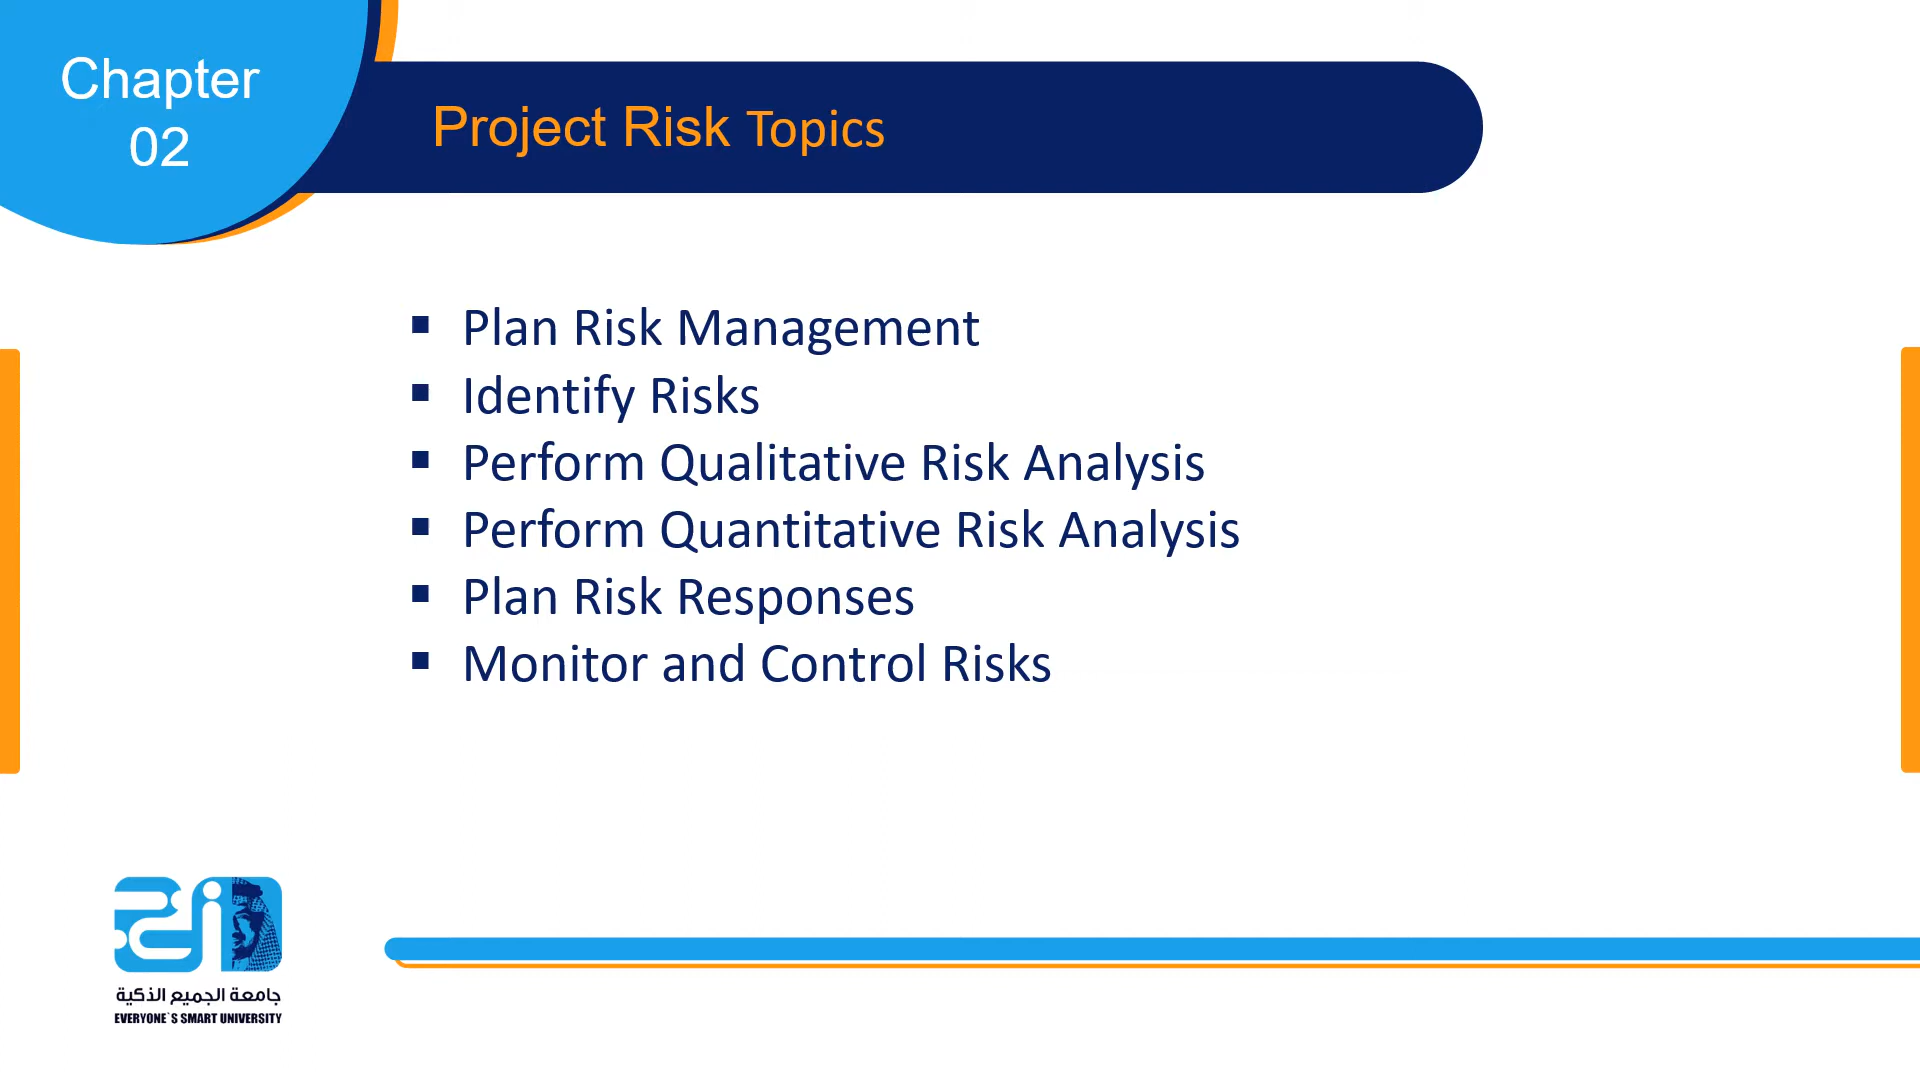 Chapter
02
Project Risk Topics
▪ Plan Risk Management
▪ Identify Risks
▪ Perform Qualitative Risk Analysis
▪ Perform Quantitative Risk Analysis
▪ Plan Risk Responses
▪ Monitor and Control Risks
جامعة الجميع الذكية
EVERYONE`S SMART UNIVERSITY